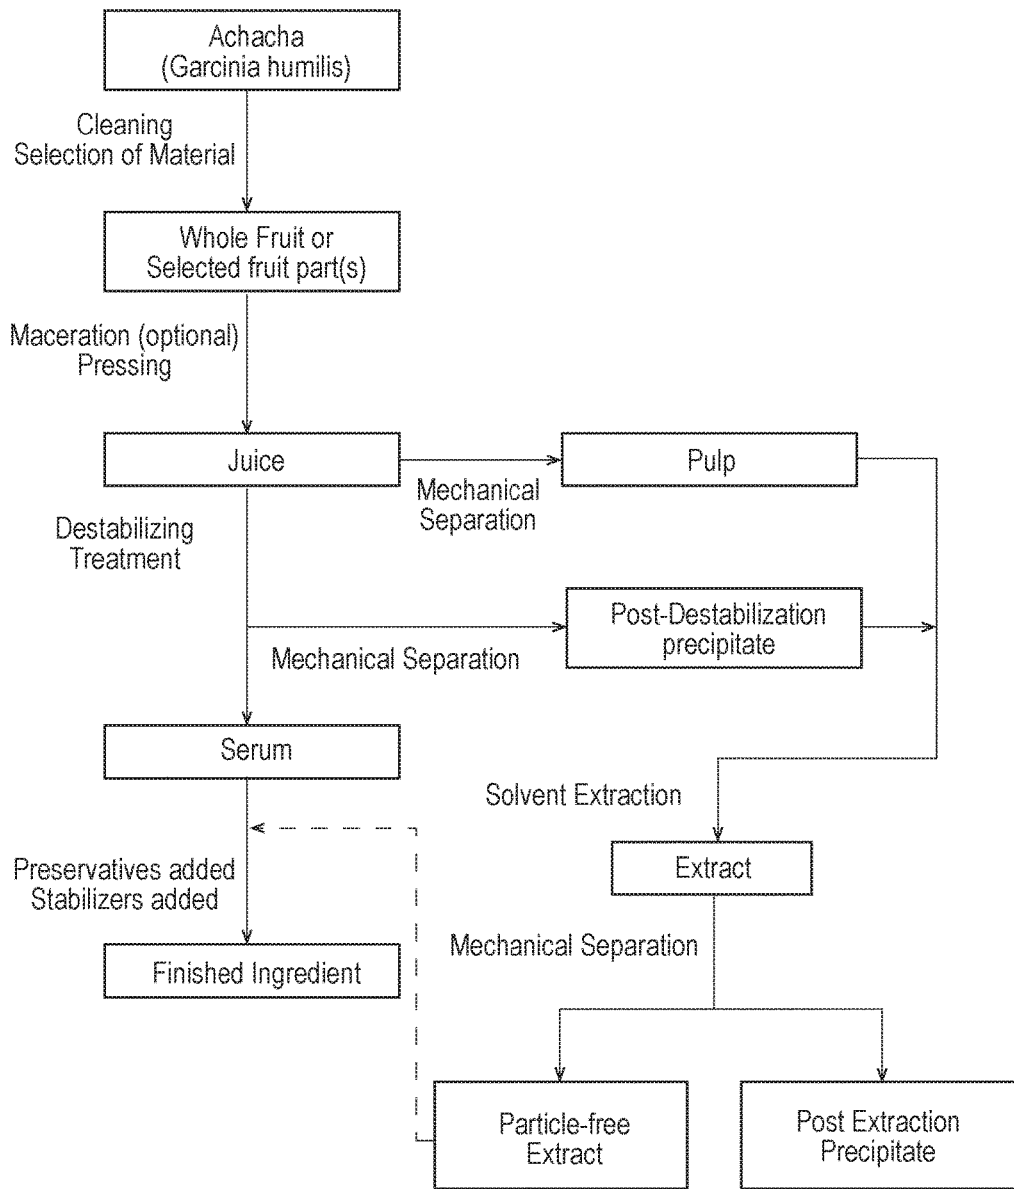 Achacha
(Garcinia humilis)
Cleaning
Selection of Material
Whole Fruit or
Selected fruit part(s)
Maceration (optional)
Pressing
Juice
Mechanical
Separation
Pulp
Destabilizing
Treatment
Mechanical Separation
Post-Destabilization
precipitate
Serum
Solvent Extraction
Preservatives added
Stabilizers added
Extract
Mechanical Separation
Finished Ingredient
Particle-free
Extract
Post Extraction
Precipitate